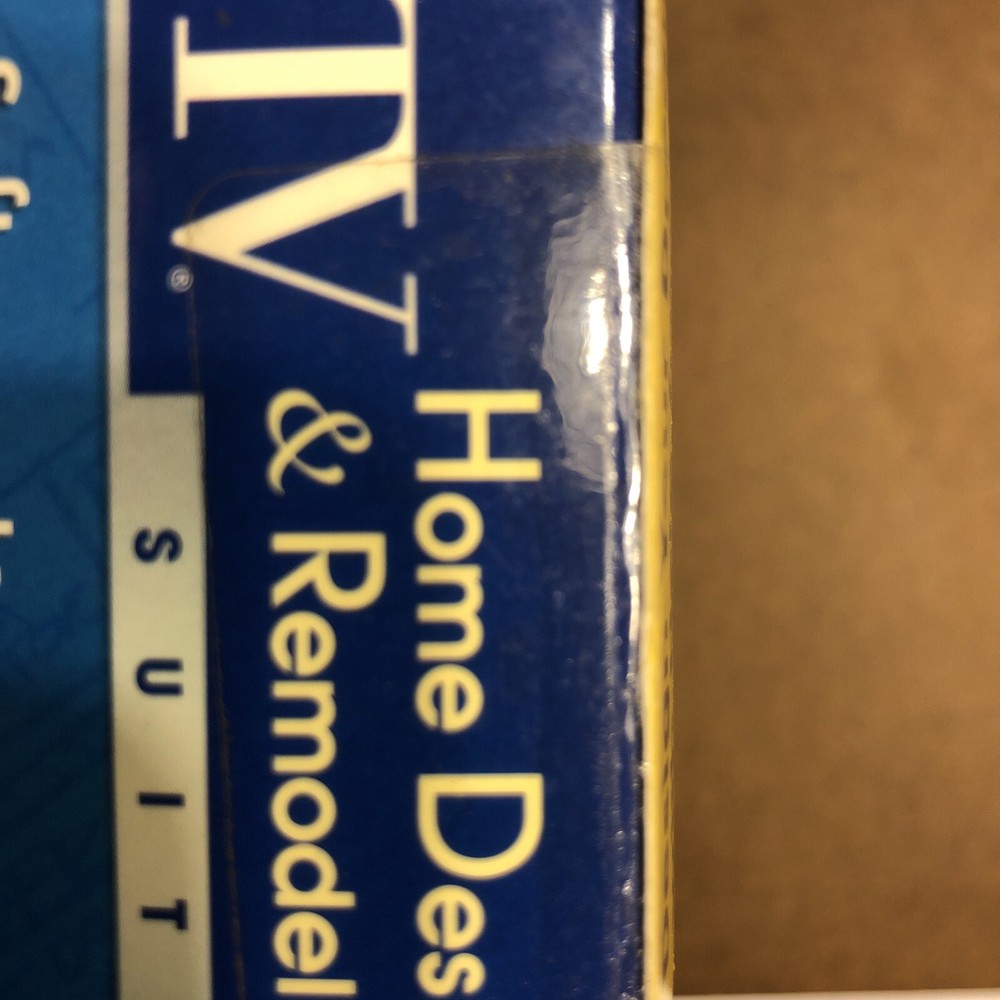 TV®
Home Des
& Remodel
SUIT